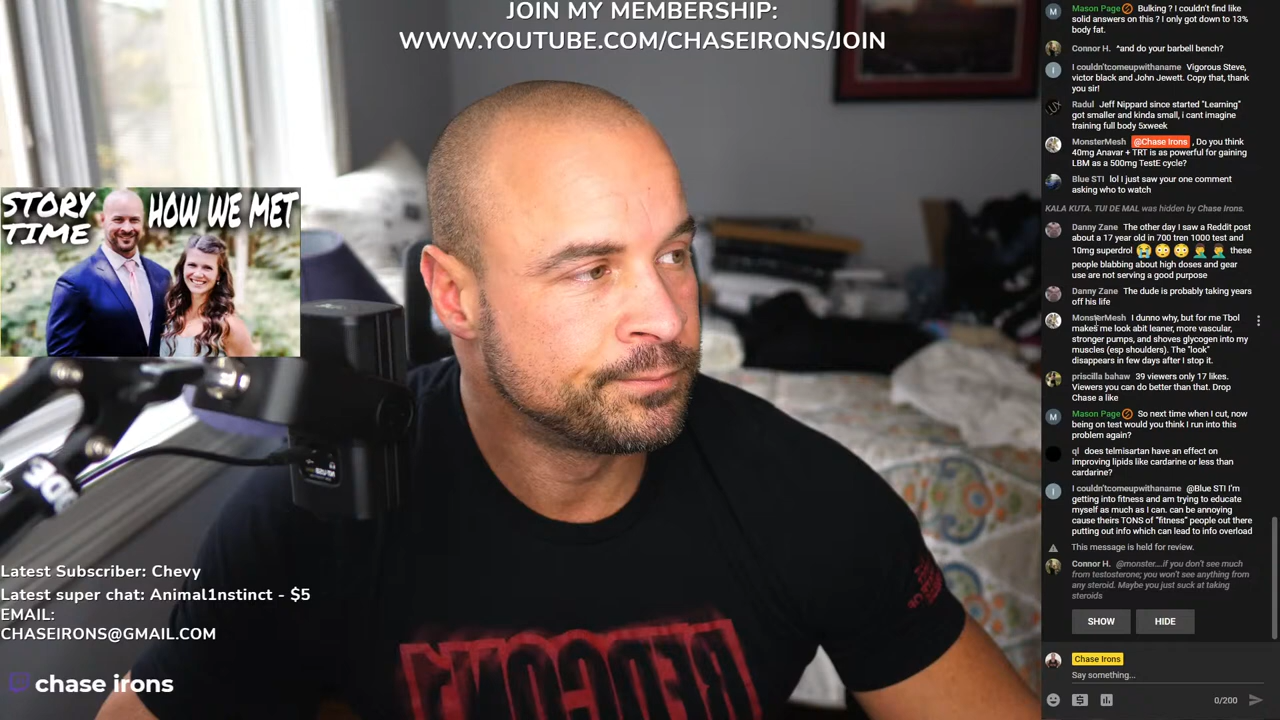 JOIN MY MEMBERSHIP:
WWW.YOUTUBE.COM/CHASEIRONS/JOIN
STORY
TIME
HOW WE MET
Latest Subscriber: Chevy
Latest super chat: Animal1nstinct - $5
EMAIL:
CHASEIRONS@GMAIL.COM
chase irons
Mason Page Bulking ? I couldn't find like
solid answers on this ? I only got down to 13%
body fat.
Connor H. ^and do your barbell bench?
I couldn'tcomeupwithaname Vigorous Steve,
victor black and John Jewett. Copy that, thank
you sir!
Radul Jeff Nippard since started "Learning"
got smaller and kinda small, i cant imagine
training full body 5xweek
MonsterMesh @Chase Irons , Do you think
40mg Anavar + TRT is as powerful for gaining
LBM as a 500mg TestE cycle?
Blue STI lol I just saw your one comment
asking who to watch
KALA KUTA. TUI DE MAL was hidden by Chase Irons.
Danny Zane The other day I saw a Reddit post
about a 17 year old in 700 tren 1000 test and
10mg superdrol 😭😳😳🤦‍♂️🤦‍♂️ these
people blabbing about high doses and gear
use are not serving a good purpose
Danny Zane The dude is probably taking years
off his life
MonsterMesh I dunno why, but for me Tbol
makes me look abit leaner, more vascular,
stronger pumps, and shoves glycogen into my
muscles (esp shoulders). The "look"
disappears in few days after I stop it.
priscilla bahaw 39 viewers only 17 likes.
Viewers you can do better than that. Drop
Chase a like
Mason Page So next time when I cut, now
being on test would you think I run into this
problem again?
ql does telmisartan have an effect on
improving lipids like cardarine or less than
cardarine?
I couldn'tcomeupwithaname @Blue STI I'm
getting into fitness and am trying to educate
myself as much as I can. can be annoying
cause theirs TONS of "fitness" people out there
putting out info which can lead to info overload
This message is held for review.
Connor H. @monster....if you don't see much
from testosterone; you won't see anything from
any steroid. Maybe you just suck at taking
steroids
SHOW HIDE
Chase Irons
Say something...
0/200